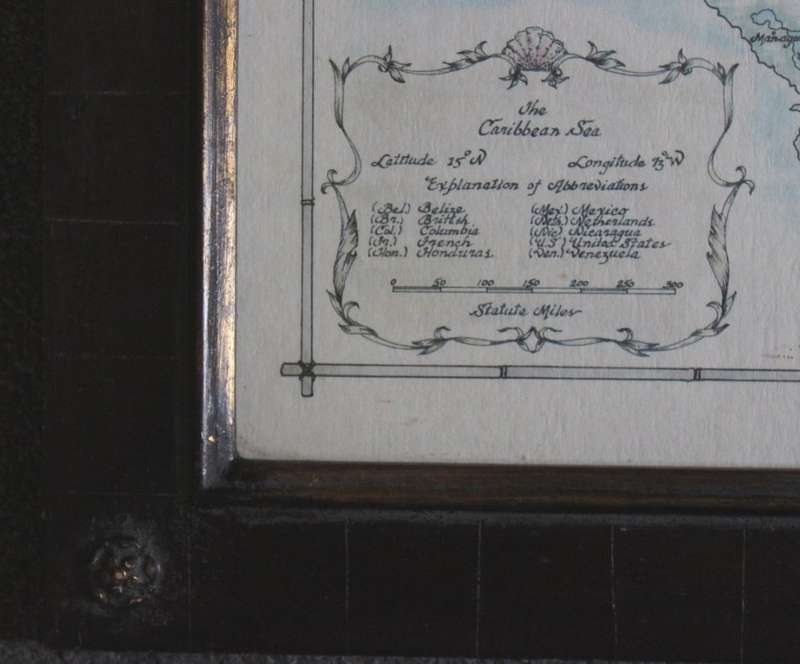 The
Caribbean Sea
Latitude 15° N Longitude 73° W
Explanation of Abbreviations
(Bel.) Belize (Mex.) Mexico
(Br.) British (Neth.) Netherlands
(Col.) Columbia (Nic.) Nicaragua
(Fr.) French (U.S.) United States
(Hon.) Honduras (Ven.) Venezuela
0 50 100 150 200 250 300
Statute Miles
Manag